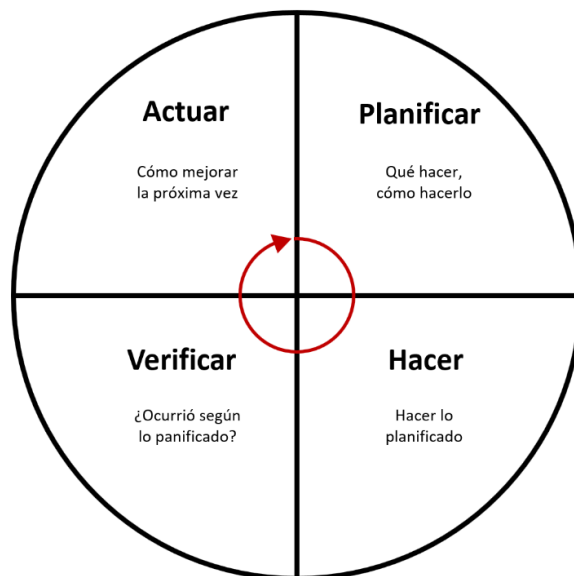 Actuar
Cómo mejorar
la próxima vez
Planificar
Qué hacer,
cómo hacerlo
Verificar
¿Ocurrió según
lo panificado?
Hacer
Hacer lo
planificado